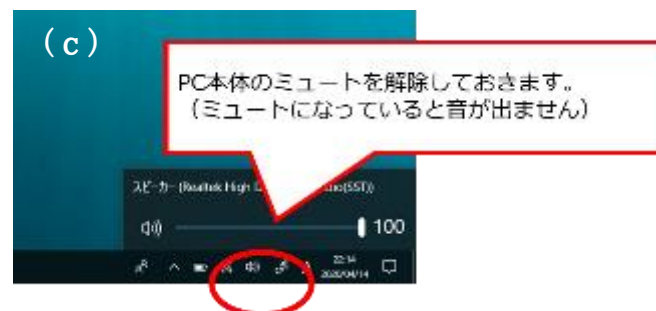 (c)
PC本体のミュートを解除しておきます。
（ミュートになっていると音が出ません）
スピーカー (Realtek High
dio(SST))
100
22:14
2020/04/14